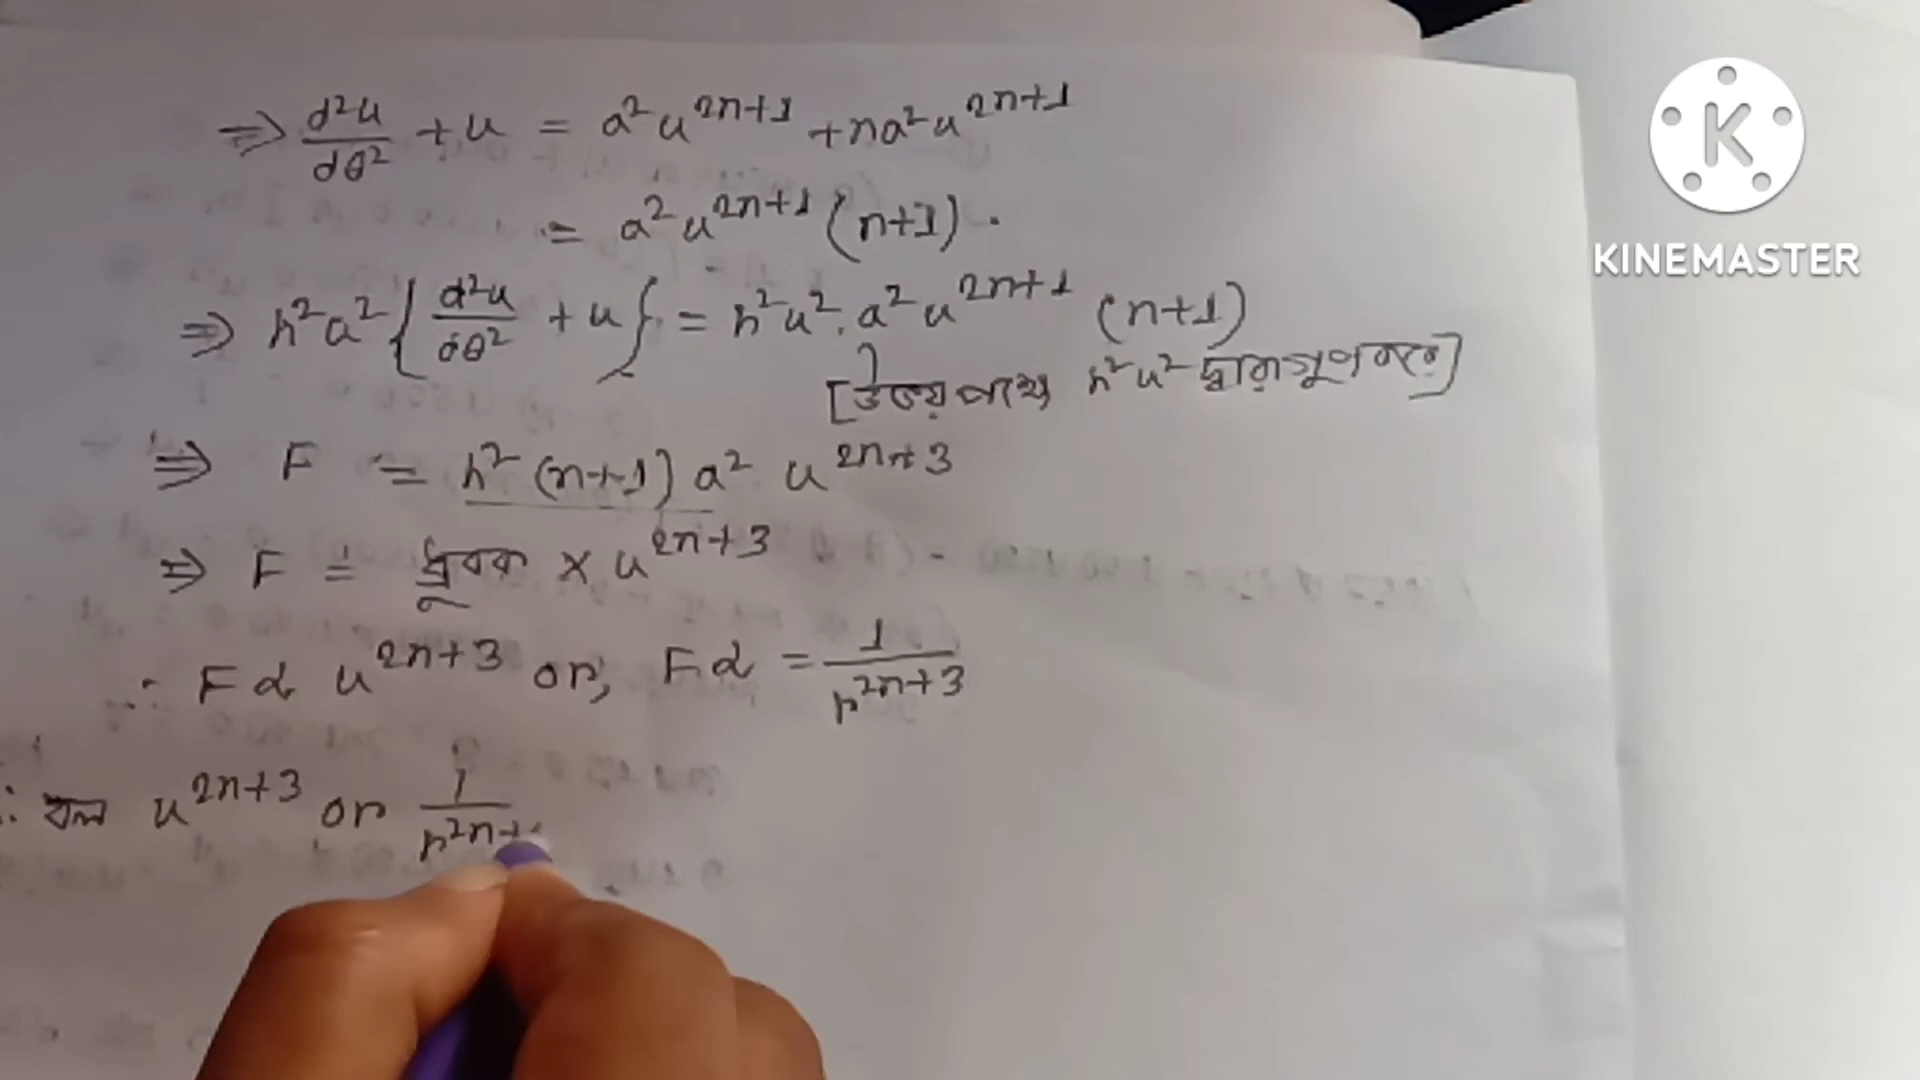 ⇒ d²u/dθ² + u = a²u^2n+1 + na²u^2n+1
= a²u^2n+1 (n+1).
⇒ h²a² { d²u/dθ² + u } = h²u². a²u^2n+1 (n+1)
[উভয় পক্ষে h²u² দ্বারা গুণ করে]
⇒ F = h² (n+1) a² u^2n+3
⇒ F = ধ্রুবক × u^2n+3
∴ F α u^2n+3 or, F α = 1/r^2n+3
∴ বল u^2n+3 or 1/r^2n+
K
KINEMASTER